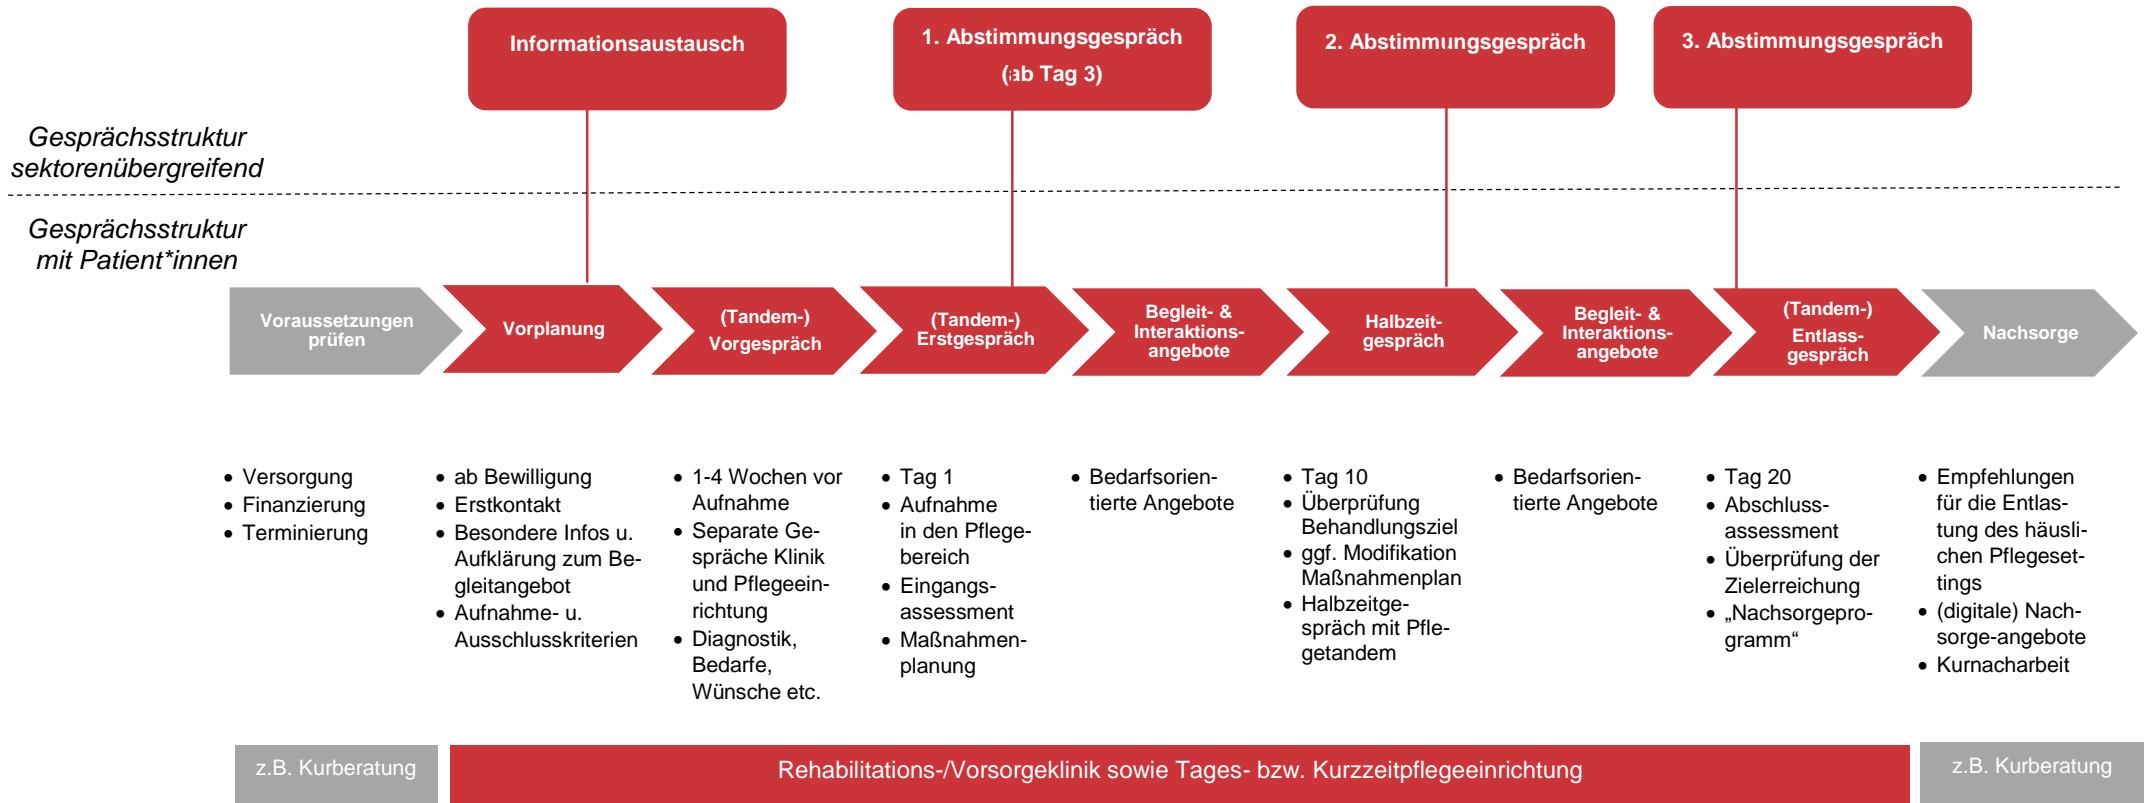 Informationsaustausch
1. Abstimmungsgespräch
(ab Tag 3)
2. Abstimmungsgespräch
3. Abstimmungsgespräch
Gesprächsstruktur
sektorenübergreifend
Gesprächsstruktur
mit Patient*innen
Voraussetzungen
prüfen
Vorplanung
(Tandem-)
Vorgespräch
(Tandem-)
Erstgespräch
Begleit- &
Interaktions-
angebote
Halbzeit-
gespräch
Begleit- &
Interaktions-
angebote
(Tandem-)
Entlass-
gespräch
Nachsorge
• Versorgung
• Finanzierung
• Terminierung
• ab Bewilligung
• Erstkontakt
• Besondere Infos u.
Aufklärung zum Be-
gleitangebot
• Aufnahme- u.
Ausschlusskriterien
• 1-4 Wochen vor
Aufnahme
• Separate Ge-
spräche Klinik
und Pflegeein-
richtung
• Diagnostik,
Bedarfe,
Wünsche etc.
• Tag 1
• Aufnahme
in den Pflege-
bereich
• Eingangs-
assessment
• Maßnahmen-
planung
• Bedarfsorien-
tierte Angebote
• Tag 10
• Überprüfung
Behandlungsziel
• ggf. Modifikation
Maßnahmenplan
• Halbzeitge-
spräch mit Pfle-
getandem
• Bedarfsorien-
tierte Angebote
• Tag 20
• Abschluss-
assessment
• Überprüfung der
Zielerreichung
• „Nachsorgepro-
gramm“
• Empfehlungen
für die Entlas-
tung des häusli-
chen Pflegeset-
tings
• (digitale) Nach-
sorge-angebote
• Kurnacharbeit
z.B. Kurberatung
Rehabilitations-/Vorsorgeklinik sowie Tages- bzw. Kurzzeitpflegeeinrichtung
z.B. Kurberatung